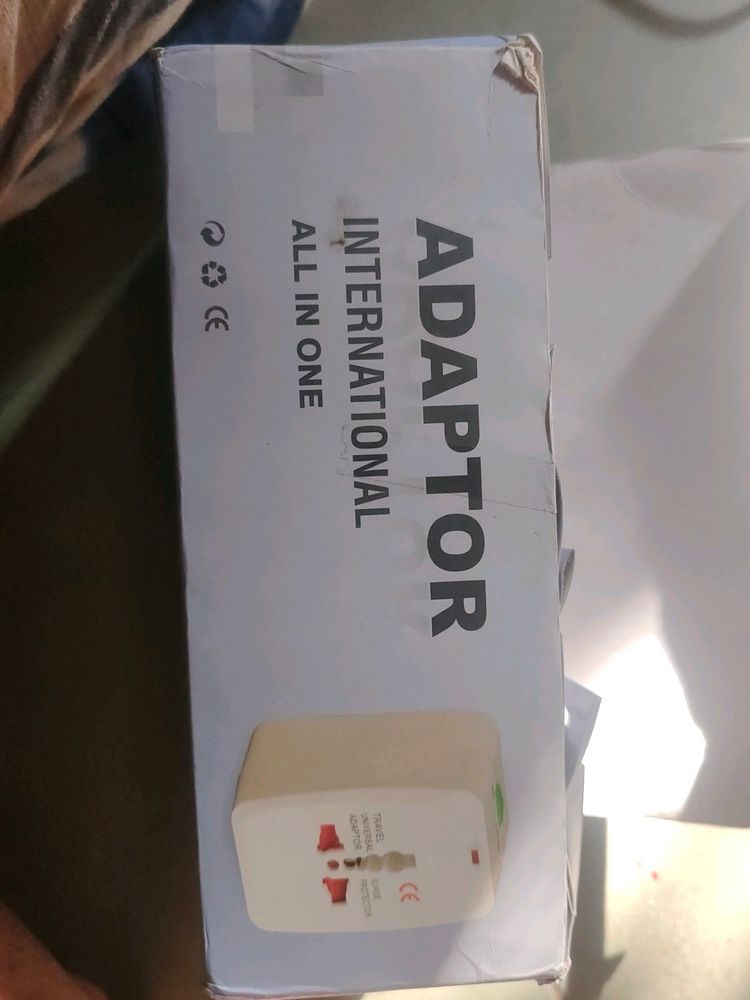 ADAPTOR
INTERNATIONAL
ALL IN ONE
CE
TRAVEL
UNIVERSAL
ADAPTOR
SURGE
PROTECTOR
CE